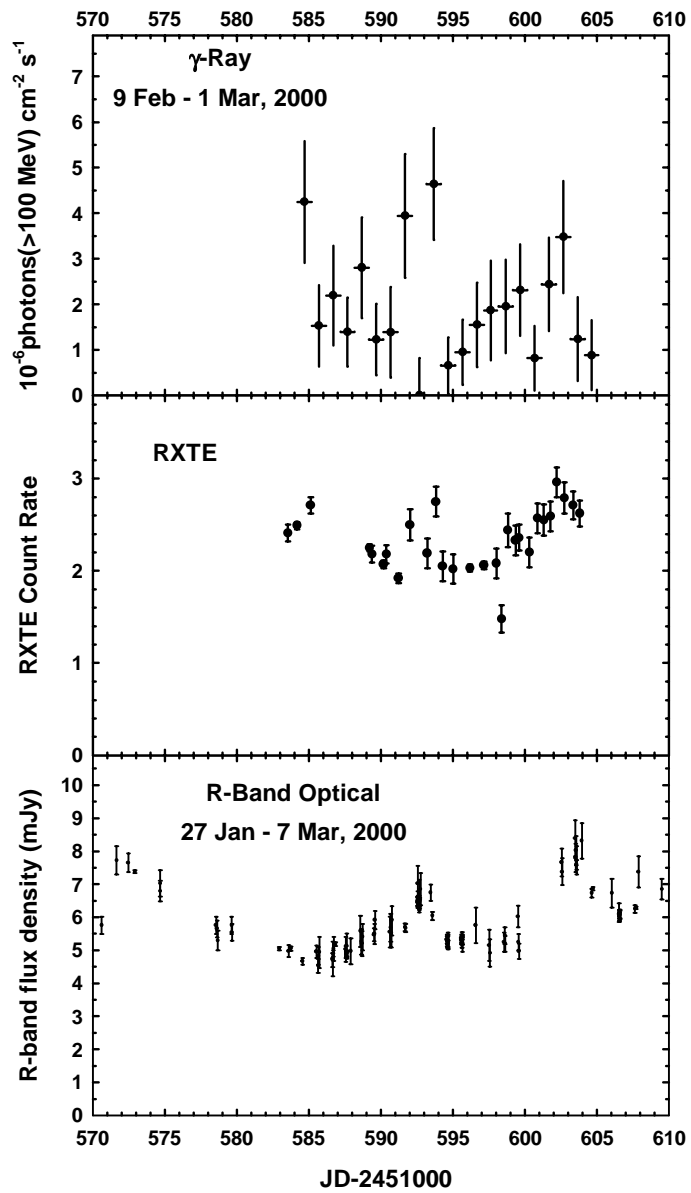 570 575 580 585 590 595 600 605 610
γ-Ray
9 Feb - 1 Mar, 2000
10-6photons(>100 MeV) cm-2 s-1
7
6
5
4
3
2
1
0
RXTE
RXTE Count Rate
3
2
1
0
R-Band Optical
27 Jan - 7 Mar, 2000
R-band flux density (mJy)
10
9
8
7
6
5
4
3
2
1
0
570 575 580 585 590 595 600 605 610
JD-2451000